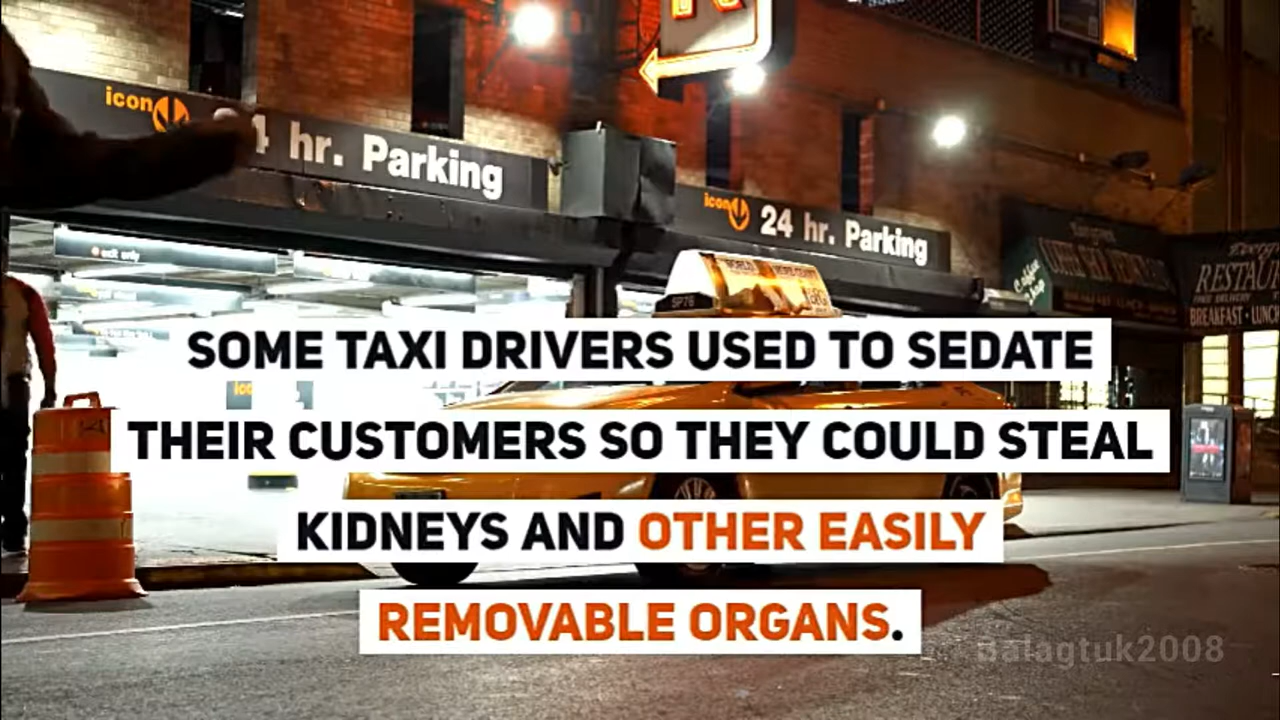 icon
24 hr. Parking
icon
24 hr. Parking
exit only
SP76
RESTAU
BREAKFAST • LUNCH
SOME TAXI DRIVERS USED TO SEDATE
THEIR CUSTOMERS SO THEY COULD STEAL
KIDNEYS AND OTHER EASILY
REMOVABLE ORGANS.
Balagtuk2008